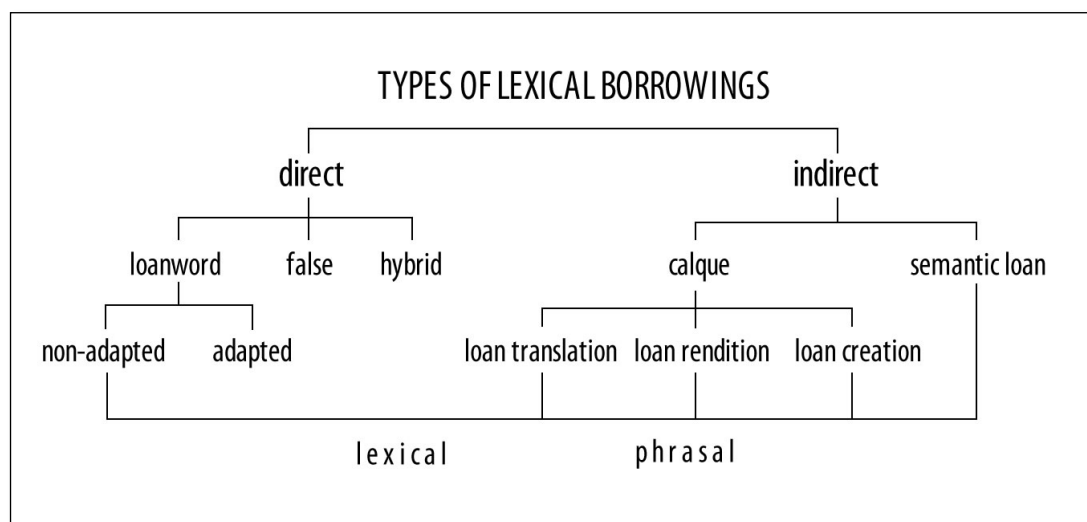 TYPES OF LEXICAL BORROWINGS
direct indirect
loanword false hybrid calque semantic loan
non-adapted adapted loan translation loan rendition loan creation
lexical phrasal